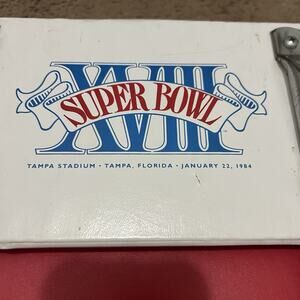 XVIII
SUPER BOWL
TAMPA STADIUM • TAMPA, FLORIDA • JANUARY 22, 1984